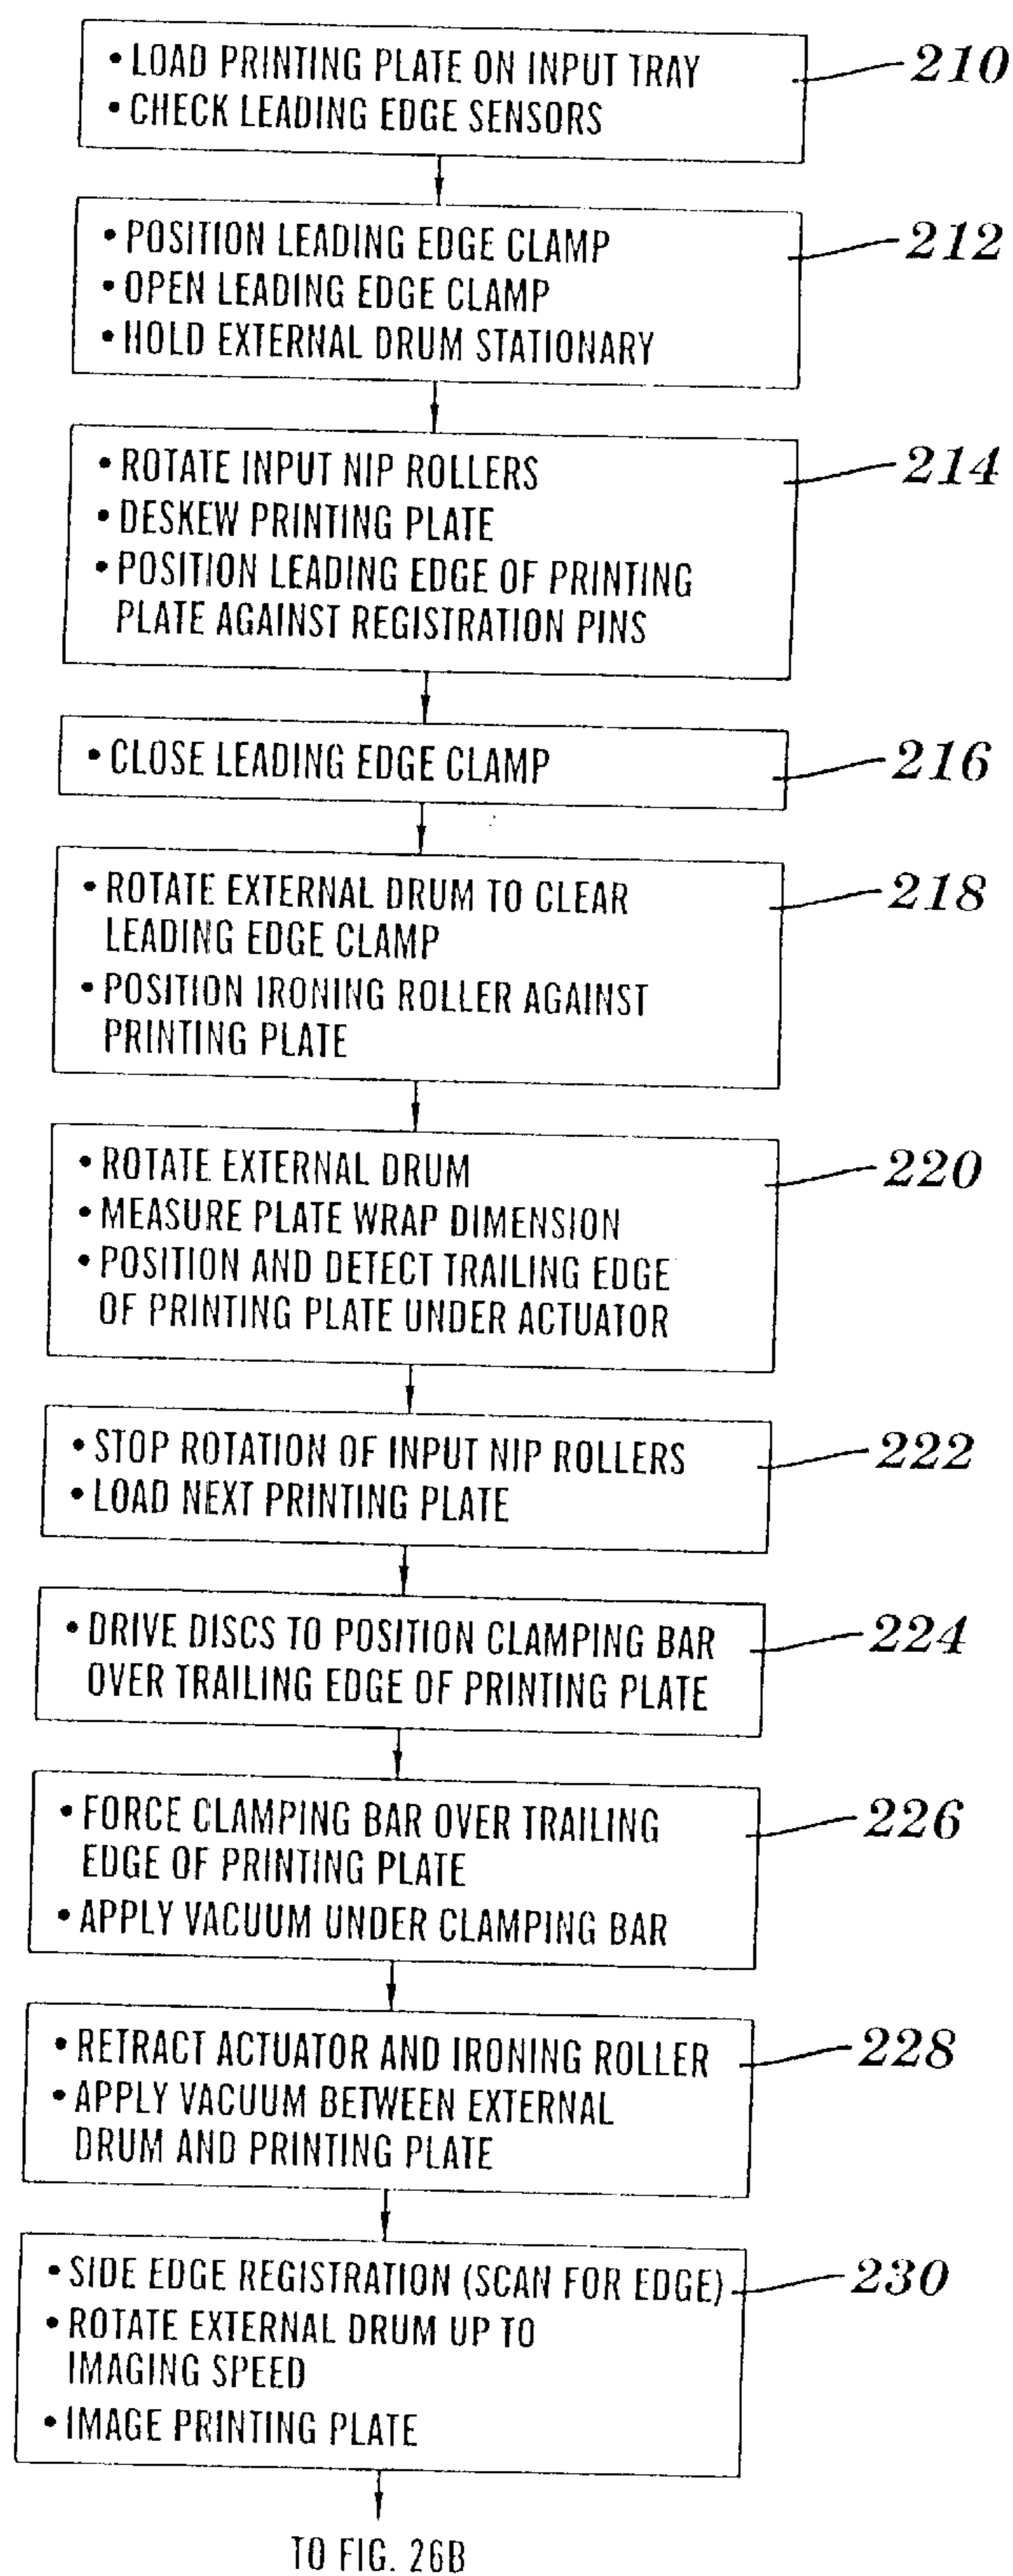 • LOAD PRINTING PLATE ON INPUT TRAY
• CHECK LEADING EDGE SENSORS
210
• POSITION LEADING EDGE CLAMP
• OPEN LEADING EDGE CLAMP
• HOLD EXTERNAL DRUM STATIONARY
212
• ROTATE INPUT NIP ROLLERS
• DESKEW PRINTING PLATE
• POSITION LEADING EDGE OF PRINTING
PLATE AGAINST REGISTRATION PINS
214
• CLOSE LEADING EDGE CLAMP
216
• ROTATE EXTERNAL DRUM TO CLEAR
LEADING EDGE CLAMP
• POSITION IRONING ROLLER AGAINST
PRINTING PLATE
218
• ROTATE EXTERNAL DRUM
• MEASURE PLATE WRAP DIMENSION
• POSITION AND DETECT TRAILING EDGE
OF PRINTING PLATE UNDER ACTUATOR
220
• STOP ROTATION OF INPUT NIP ROLLERS
• LOAD NEXT PRINTING PLATE
222
• DRIVE DISCS TO POSITION CLAMPING BAR
OVER TRAILING EDGE OF PRINTING PLATE
224
• FORCE CLAMPING BAR OVER TRAILING
EDGE OF PRINTING PLATE
• APPLY VACUUM UNDER CLAMPING BAR
226
• RETRACT ACTUATOR AND IRONING ROLLER
• APPLY VACUUM BETWEEN EXTERNAL
DRUM AND PRINTING PLATE
228
• SIDE EDGE REGISTRATION (SCAN FOR EDGE)
• ROTATE EXTERNAL DRUM UP TO
IMAGING SPEED
• IMAGE PRINTING PLATE
230
TO FIG. 26B